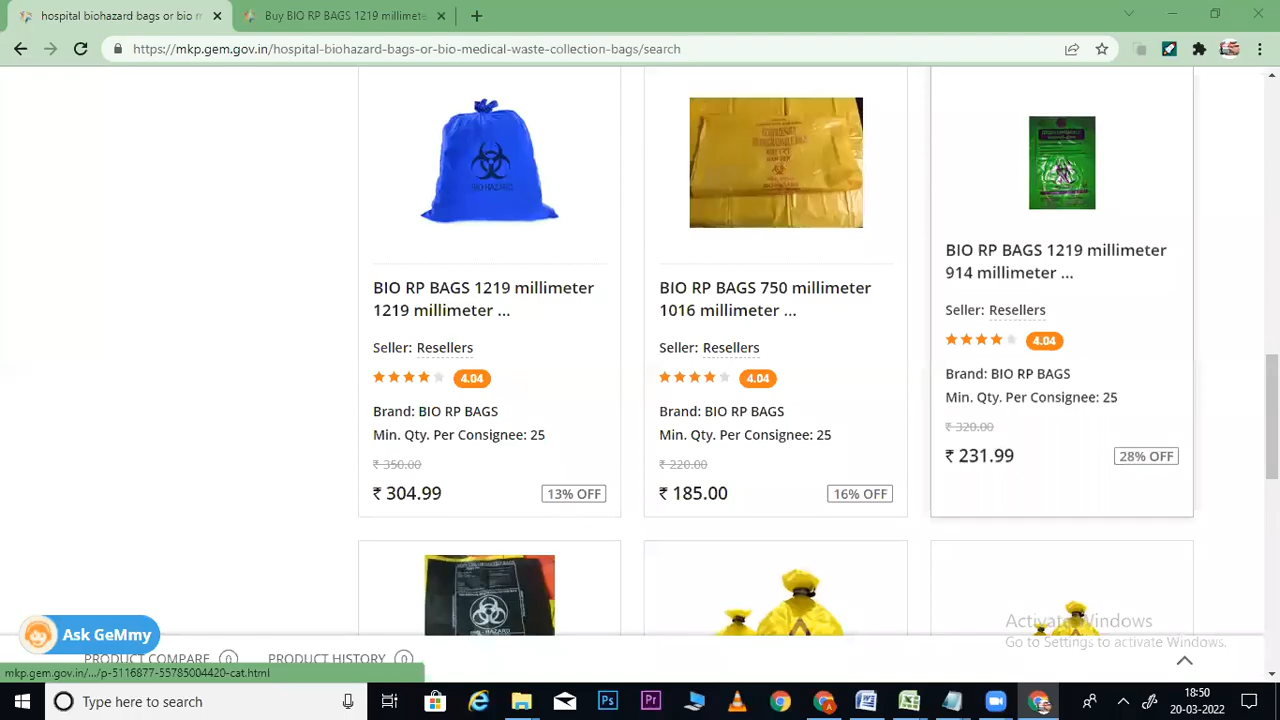 hospital biohazard bags or bio m
Buy BIO RP BAGS 1219 millimete
https://mkp.gem.gov.in/hospital-biohazard-bags-or-bio-medical-waste-collection-bags/search
BIO HAZARD
BIO RP BAGS 1219 millimeter
1219 millimeter ...
Seller: Resellers
4.04
Brand: BIO RP BAGS
Min. Qty. Per Consignee: 25
₹ 350.00
₹ 304.99
13% OFF
BIO RP BAGS 750 millimeter
1016 millimeter ...
Seller: Resellers
4.04
Brand: BIO RP BAGS
Min. Qty. Per Consignee: 25
₹ 220.00
₹ 185.00
16% OFF
BIO RP BAGS 1219 millimeter
914 millimeter ...
Seller: Resellers
4.04
Brand: BIO RP BAGS
Min. Qty. Per Consignee: 25
₹ 320.00
₹ 231.99
28% OFF
Ask GeMmy
Activate Windows
Go to Settings to activate Windows.
PRODUCT COMPARE 0
PRODUCT HISTORY 0
mkp.gem.gov.in/.../p-5116877-55785004420-cat.html
Type here to search
18:50
20-03-2022